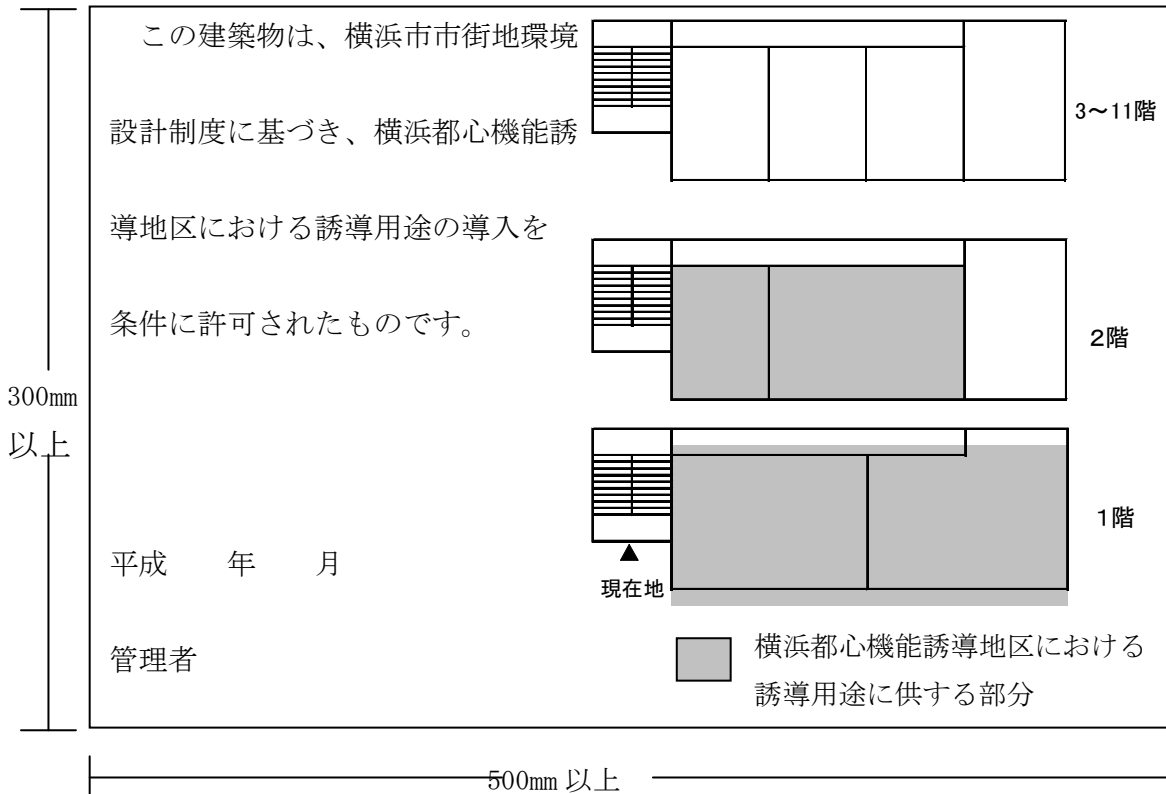 この建築物は、横浜市市街地環境
設計制度に基づき、横浜都心機能誘
導地区における誘導用途の導入を
条件に許可されたものです。
平成　　年　　月
管理者
3～11階
2階
1階
現在地
横浜都心機能誘導地区における
誘導用途に供する部分
300mm
以上
500mm 以上